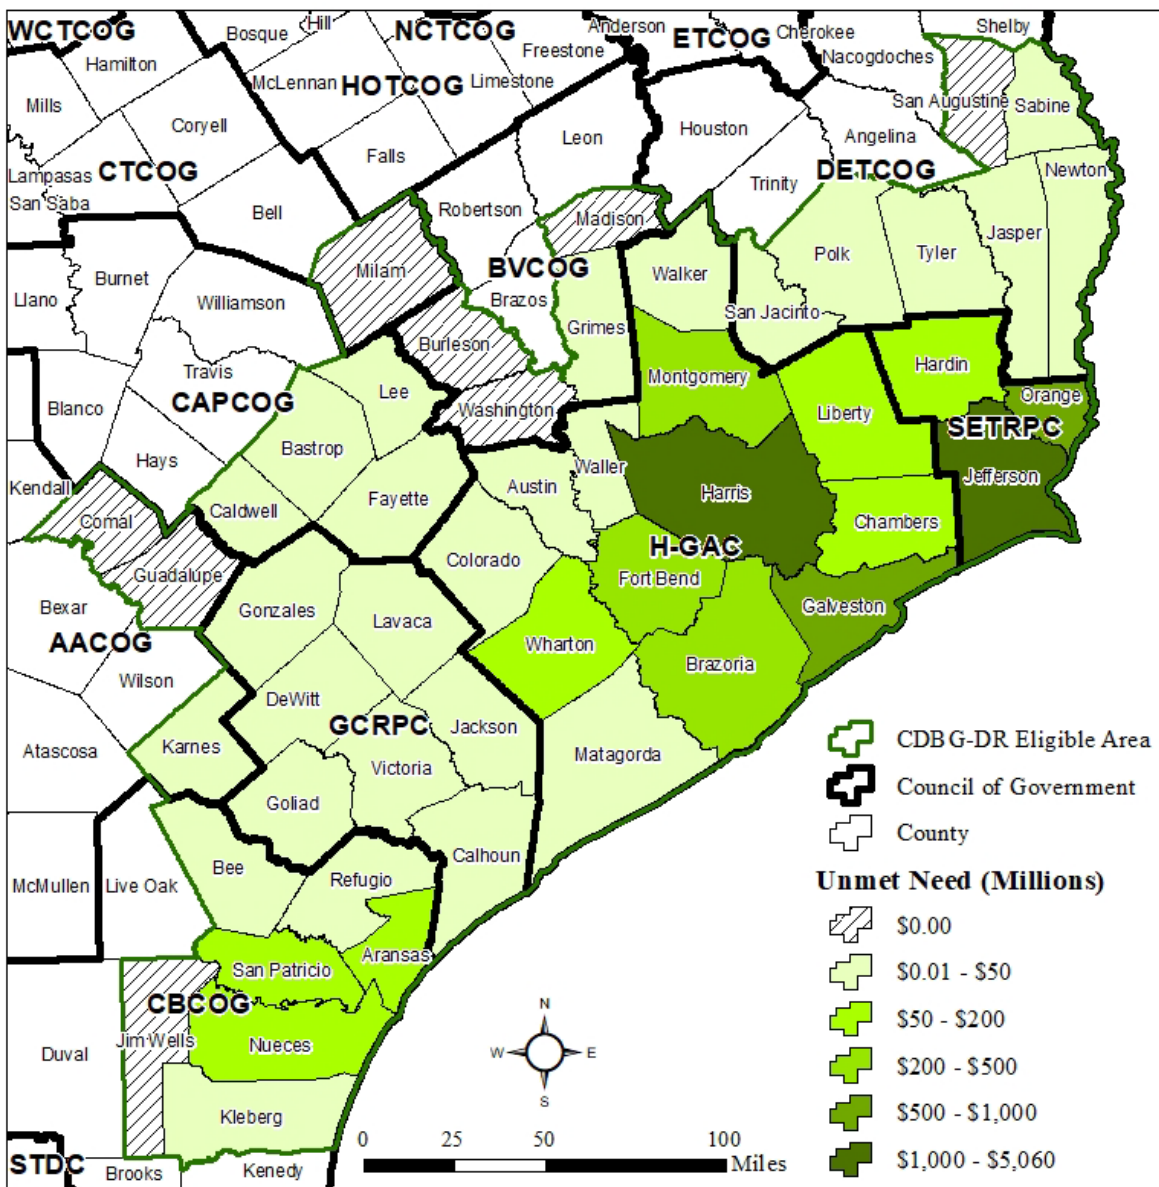 WCTCOG
Bosque
Hill
NCTCOG
Anderson
ETCOG
Cherokee
Shelby
Hamilton
McLennan
HOTCOG
Limestone
Freestone
Nacogdoches
Mills
San Augustine
Sabine
Coryell
Leon
Houston
Angelina
Falls
Lampasas
CTCOG
DETCOG
Newton
San Saba
Bell
Robertson
Madison
Trinity
Jasper
Burnet
Milam
BVCOG
Walker
Polk
Tyler
Llano
Williamson
Brazos
Grimes
San Jacinto
Burleson
Travis
Montgomery
Hardin
Blanco
CAPCOG
Lee
Washington
Liberty
Orange
SETRPC
Hays
Bastrop
Waller
Jefferson
Kendall
Caldwell
Fayette
Austin
Harris
Comal
Chambers
H-GAC
Guadalupe
Colorado
Fort Bend
Bexar
Gonzales
Lavaca
Galveston
AACOG
Wharton
Brazoria
Wilson
DeWitt
GCRPC
Jackson
Atascosa
Karnes
Victoria
Matagorda
Goliad
McMullen
Live Oak
Bee
Refugio
Calhoun
San Patricio
Aransas
CBCOG
Duval
Jim Wells
Nueces
Kleberg
STDC
Brooks
Kenedy
CDBG-DR Eligible Area
Council of Government
County
Unmet Need (Millions)
$0.00
$0.01 - $50
$50 - $200
$200 - $500
$500 - $1,000
$1,000 - $5,060
N
W
E
S
0
25
50
100
Miles